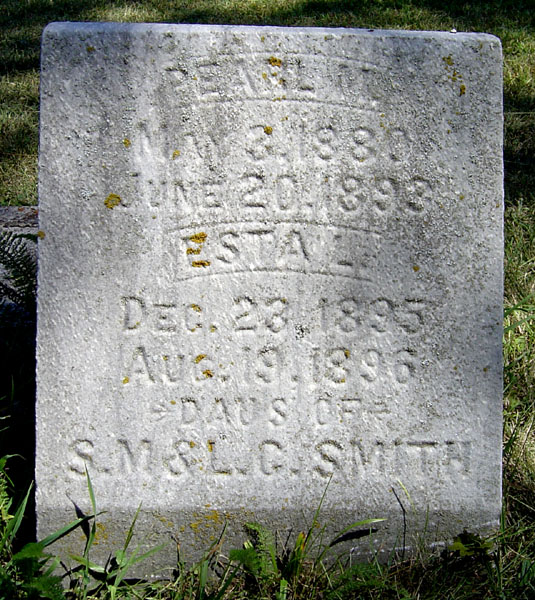 PEARL M.
MAY 3. 1880
JUNE 20. 1893
ESTA L.
DEC. 23. 1895
AUG. 19. 1896
DAUS OF
S. M & L. C. SMITH